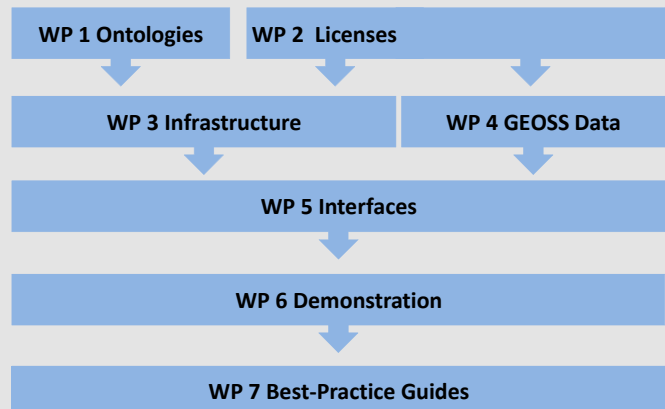 WP 1 Ontologies
WP 2 Licenses
WP 3 Infrastructure
WP 4 GEOSS Data
WP 5 Interfaces
WP 6 Demonstration
WP 7 Best-Practice Guides